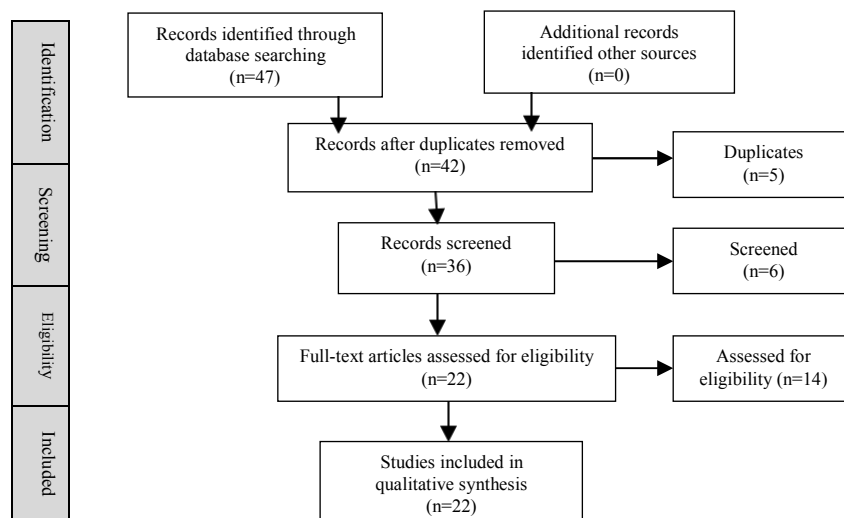 Identification
Screening
Eligibility
Included
Records identified through
database searching
(n=47)
Additional records
identified other sources
(n=0)
Records after duplicates removed
(n=42)
Duplicates
(n=5)
Records screened
(n=36)
Screened
(n=6)
Full-text articles assessed for eligibility
(n=22)
Assessed for
eligibility (n=14)
Studies included in
qualitative synthesis
(n=22)